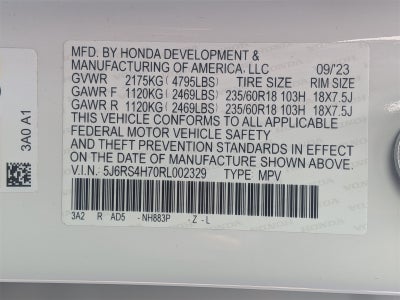 MFD. BY HONDA DEVELOPMENT &
MANUFACTURING OF AMERICA, LLC 09/'23
GVWR 2175KG ( 4795LBS) TIRE SIZE RIM SIZE
GAWR F 1120KG ( 2469LBS) 235/60R18 103H 18X7.5J
GAWR R 1120KG ( 2469LBS) 235/60R18 103H 18X7.5J
THIS VEHICLE CONFORMS TO ALL APPLICABLE
FEDERAL MOTOR VEHICLE SAFETY
AND THEFT PREVENTION STANDARDS IN EFFECT
ON THE DATE OF MANUFACTURE SHOWN ABOVE.
V.I.N. 5J6RS4H70RL002329 TYPE MPV
3A2 R AD5 -NH883P -Z -L
3A0 A1